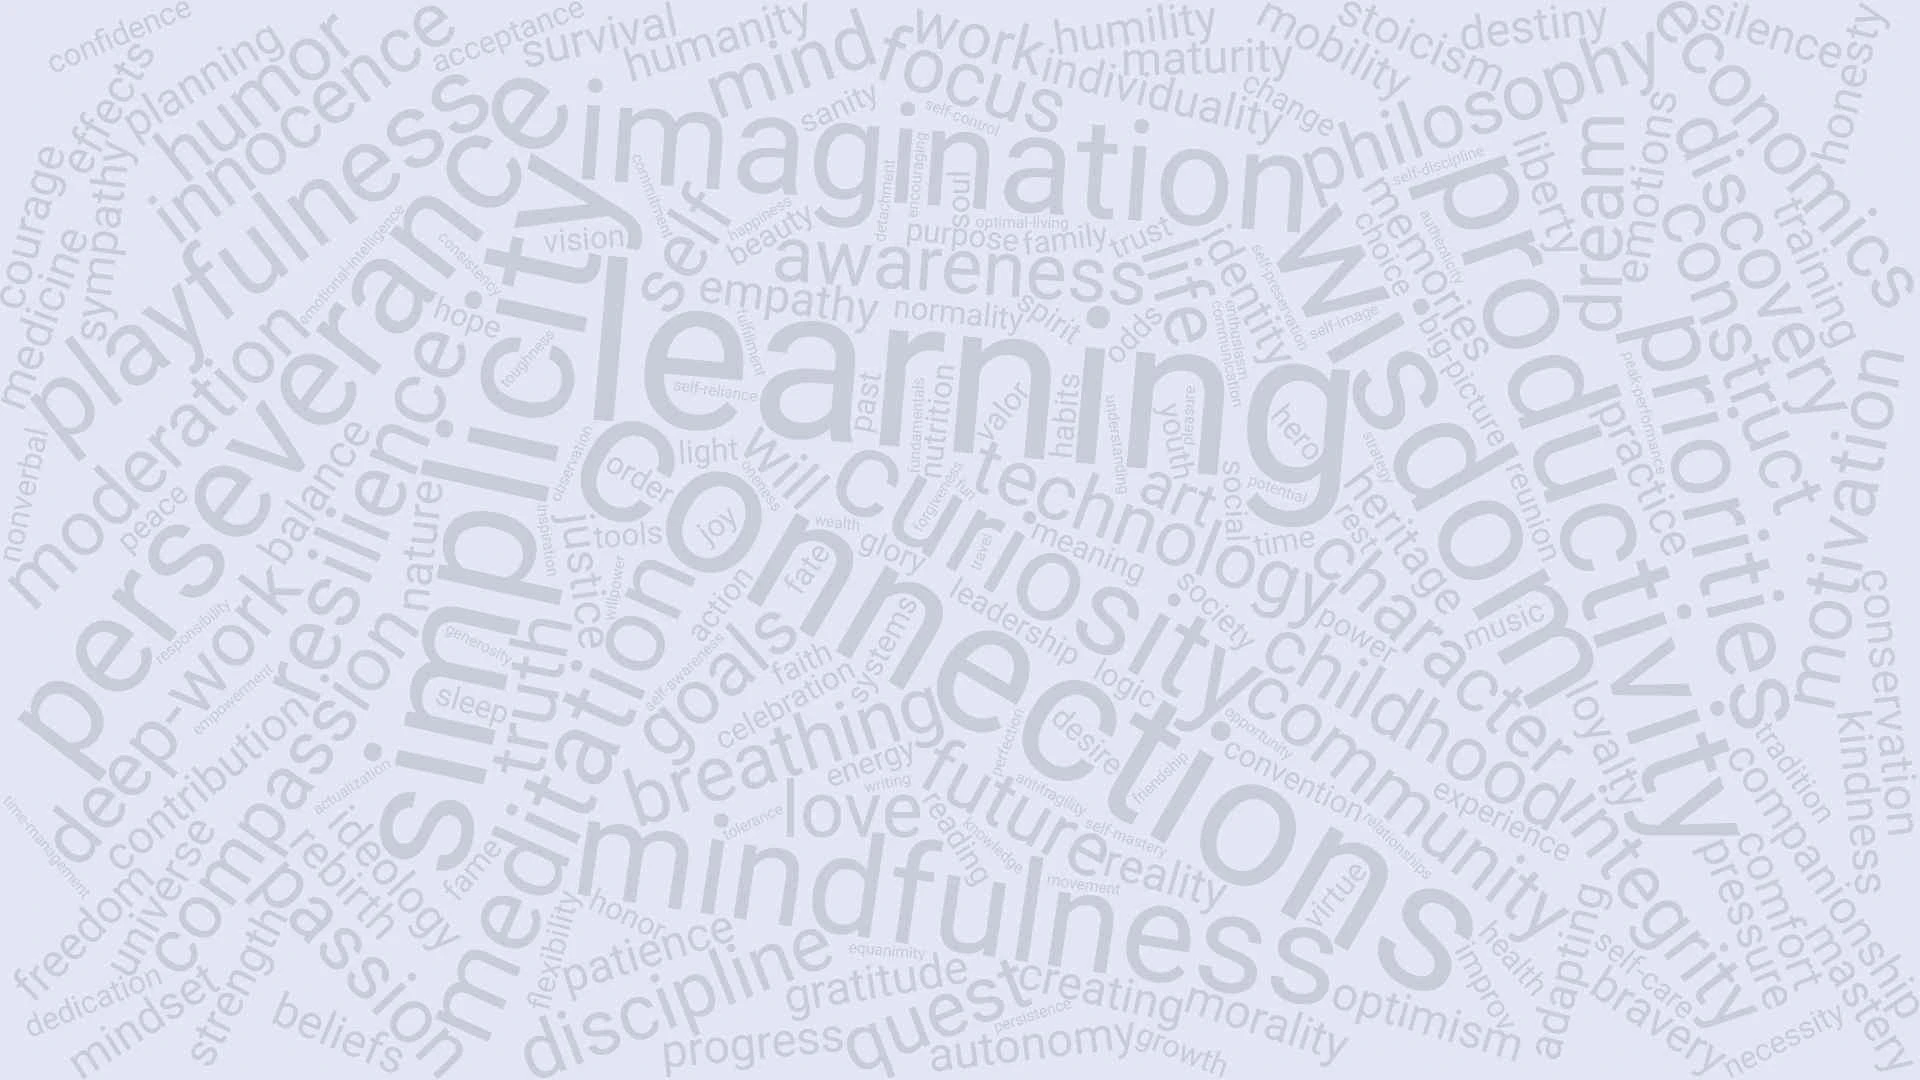 confidence
acceptance
survival
humanity
mind
focus
work
humility
maturity
individuality
mobility
stoicism
destiny
economics
silence
honesty
effects
planning
humor
innocence
playfulness
perseverance
imagination
sanity
self-control
change
philosophy
self-discipline
productivity
liberty
dream
emotions
discovery
construct
training
courage
sympathy
medicine
emotional-intelligence
consistency
simplicity
commitment
self
happiness
beauty
detachment
encouraging
soul
optimal-living
purpose
family
trust
life
identity
self-preservation
wisdom
memories
choice
authenticity
vision
awareness
empathy
normality
spirit
odds
communication
enthusiasm
self-image
big-picture
priorities
peak-performance
hope
toughness
learning
fulfillment
self-reliance
past
fundamentals
nutrition
valor
habits
understanding
youth
pleasure
hero
strategy
practice
motivation
moderation
resilience
balance
peace
nonverbal
nature
observation
inspiration
connections
order
light
oneness
will
curiosity
forgiveness
fun
technology
art
social
potential
heritage
rest
reunion
justice
tools
joy
wealth
fate
glory
travel
meaning
time
character
willpower
action
leadership
society
power
music
conservation
deep-work
responsibility
empowerment
generosity
truth
meditation
self-awareness
goals
faith
celebration
systems
logic
childhood
community
loyalty
tradition
kindness
contribution
compassion
sleep
actualization
breathing
energy
writing
perfection
desire
opportunity
convention
friendship
antifragility
self-mastery
experience
relationships
companionship
time-management
freedom
universe
ideology
rebirth
fame
love
tolerance
future
reading
knowledge
reality
movement
virtue
integrity
pressure
comfort
mastery
dedication
mindset
strength
passion
beliefs
flexibility
honor
patience
mindfulness
discipline
equanimity
gratitude
quest
creating
persistence
progress
autonomy
growth
morality
optimism
improv
health
adapting
self-care
bravery
necessity